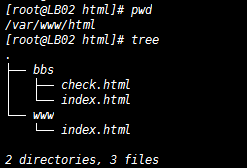 [root@LB02 html]# pwd
/var/www/html
[root@LB02 html]# tree
.
├── bbs
│   ├── check.html
│   └── index.html
└── www
    └── index.html

2 directories, 3 files